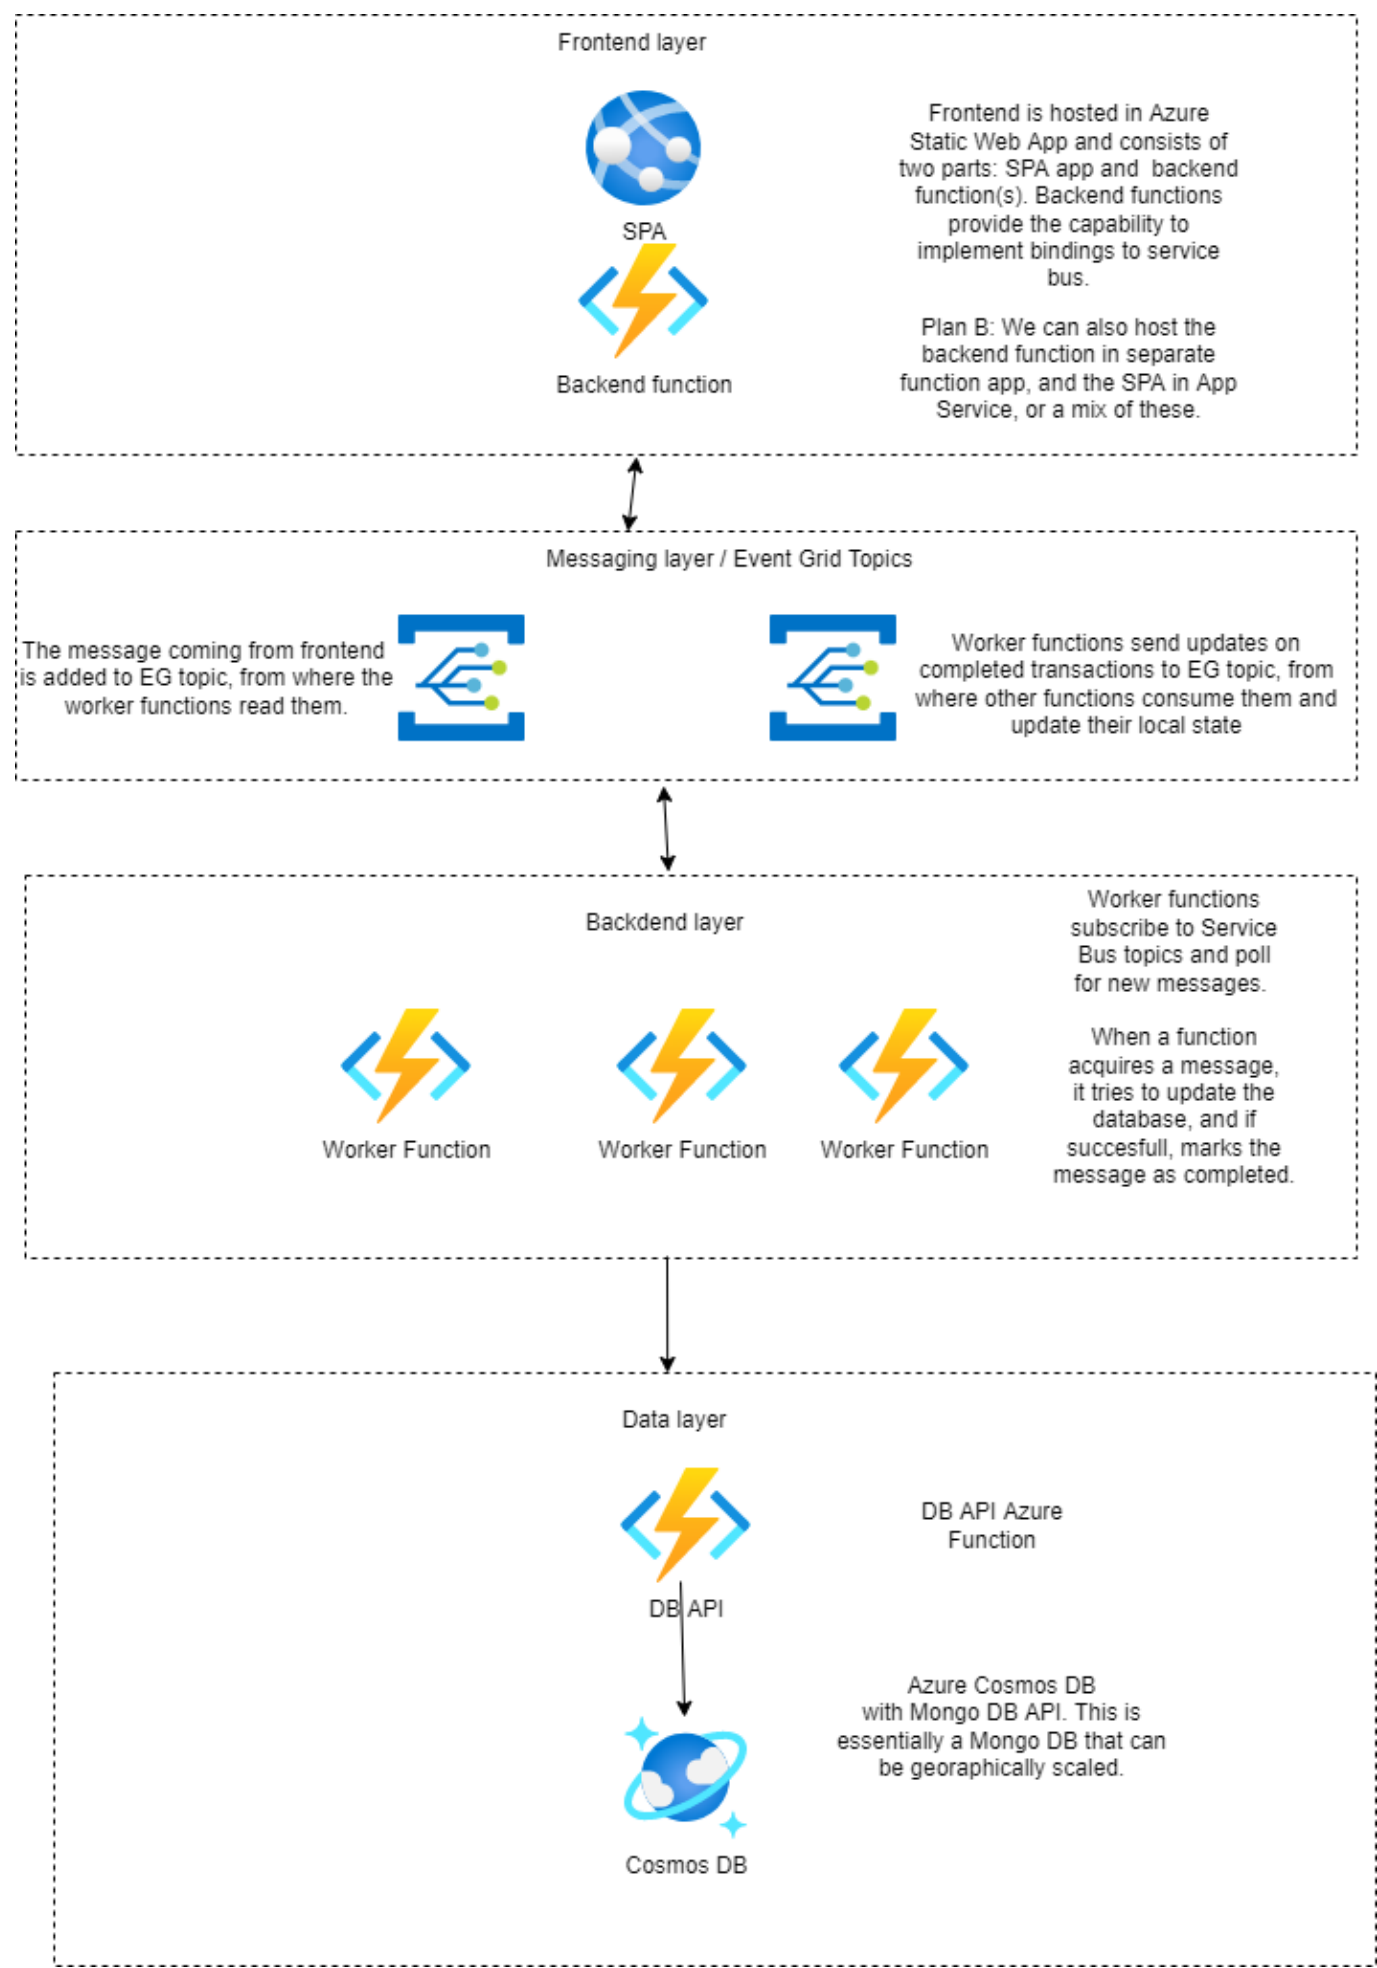 Frontend layer
SPA
Backend function
Frontend is hosted in Azure
Static Web App and consists of
two parts: SPA app and backend
function(s). Backend functions
provide the capability to
implement bindings to service
bus.
Plan B: We can also host the
backend function in separate
function app, and the SPA in App
Service, or a mix of these.
Messaging layer / Event Grid Topics
The message coming from frontend
is added to EG topic, from where the
worker functions read them.
Worker functions send updates on
completed transactions to EG topic, from
where other functions consume them and
update their local state
Backdend layer
Worker Function
Worker Function
Worker Function
Worker functions
subscribe to Service
Bus topics and poll
for new messages.
When a function
acquires a message,
it tries to update the
database, and if
succesfull, marks the
message as completed.
Data layer
DB API
DB API Azure
Function
Azure Cosmos DB
with Mongo DB API. This is
essentially a Mongo DB that can
be georaphically scaled.
Cosmos DB